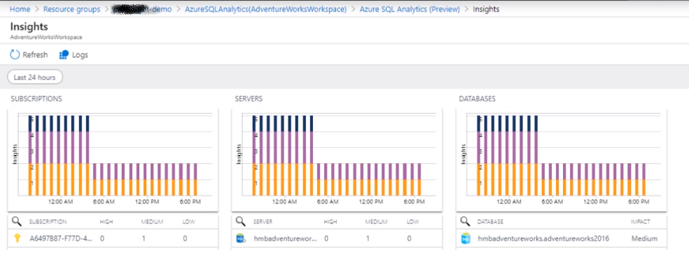 Home > Resource groups > -demo > AzureSQLAnalytics(AdventureWorksWorkspace) > Azure SQL Analytics (Preview) > Insights
Insights
AdventureWorksWorkspace
Refresh Logs
Last 24 hours
SUBSCRIPTIONS
Insights
12:00 AM 6:00 AM 12:00 PM 6:00 PM
SUBSCRIPTION HIGH MEDIUM LOW
A6497B87-F77D-4... 0 1 0
SERVERS
Insights
12:00 AM 6:00 AM 12:00 PM 6:00 PM
SERVER HIGH MEDIUM LOW
hmbadventurewor... 0 1 0
DATABASES
Insights
12:00 AM 6:00 AM 12:00 PM 6:00 PM
DATABASE IMPACT
hmbadventureworks.adventureworks2016 Medium